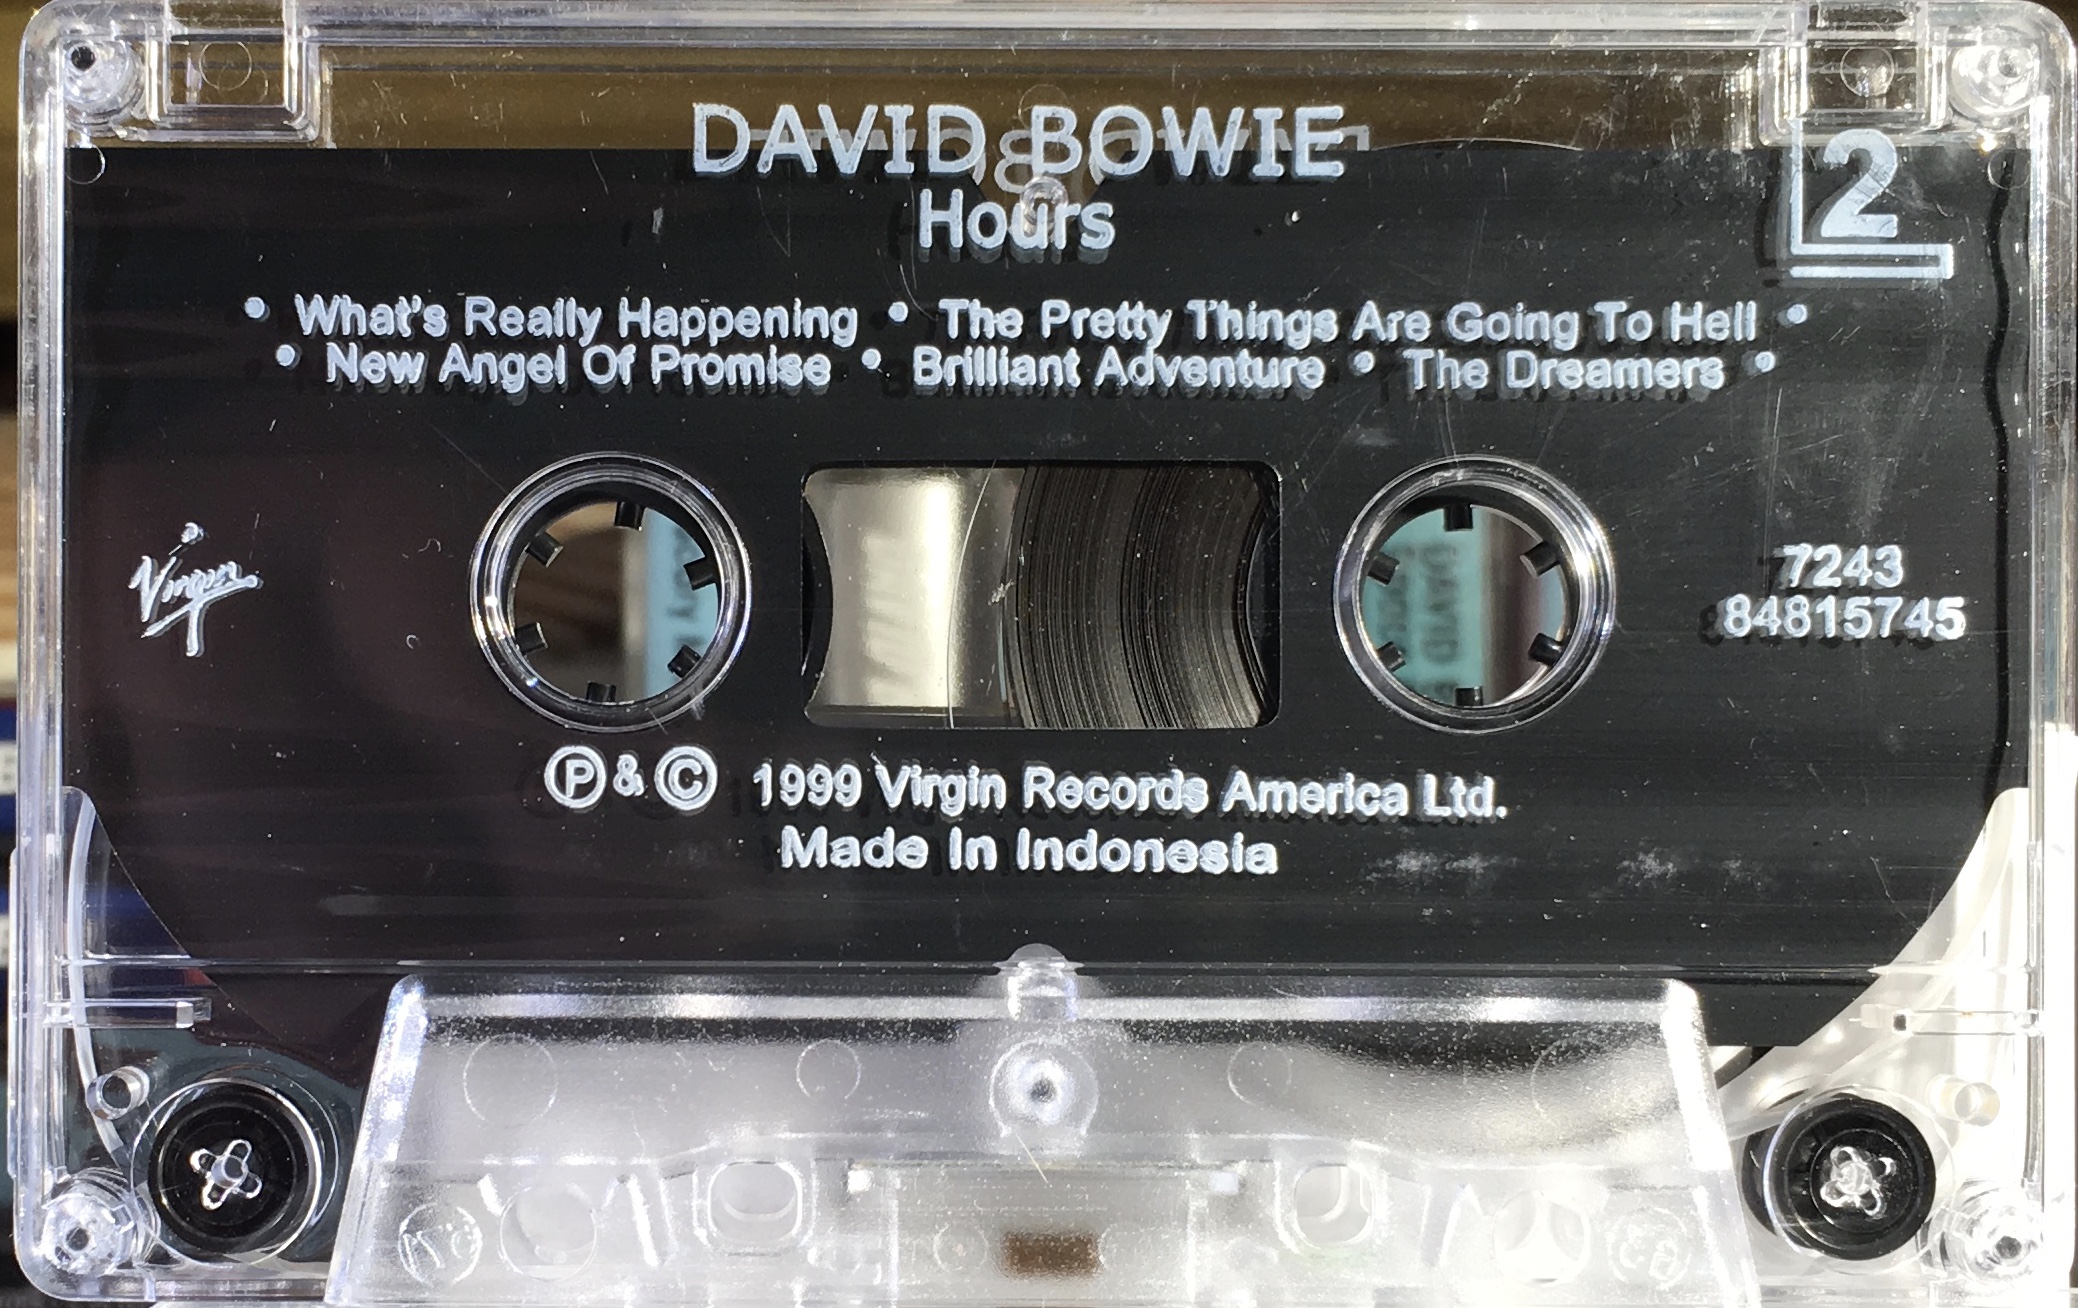 DAVID BOWIE
Hours
2
• What's Really Happening • The Pretty Things Are Going To Hell •
• New Angel Of Promise • Brilliant Adventure • The Dreamers •
Virgin
7243
84815745
Ⓟ & © 1999 Virgin Records America Ltd.
Made In Indonesia
DAVID